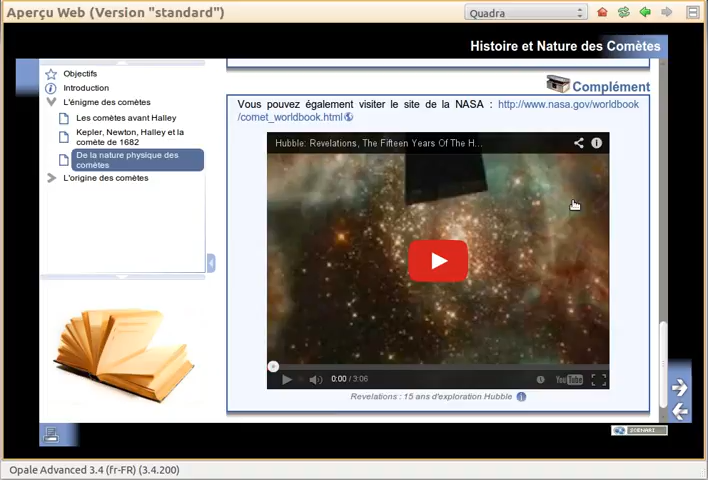 Aperçu Web (Version "standard")
Quadra
Histoire et Nature des Comètes
Objectifs
Introduction
L'énigme des comètes
Les comètes avant Halley
Kepler, Newton, Halley et la
comète de 1682
De la nature physique des
comètes
L'origine des comètes
Complément
Vous pouvez également visiter le site de la NASA : http://www.nasa.gov/worldbook
/comet_worldbook.html
Hubble: Revelations, The Fifteen Years Of The H...
0:00 / 3:06
YouTube
Revelations : 15 ans d'exploration Hubble
SCENARI
Opale Advanced 3.4 (fr-FR) (3.4.200)